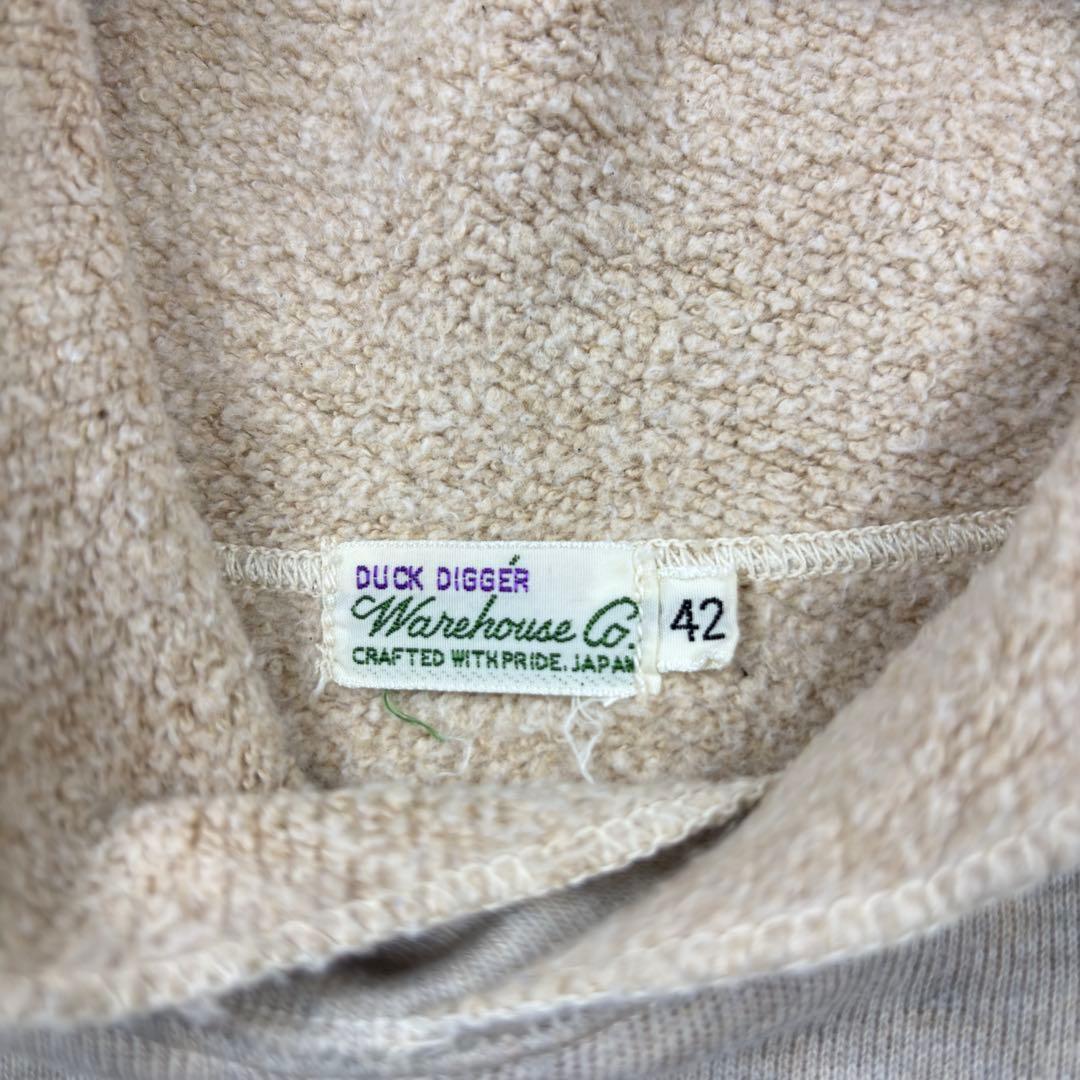 DUCK DIGGER
Warehouse Co.
CRAFTED WITH PRIDE. JAPAN
42